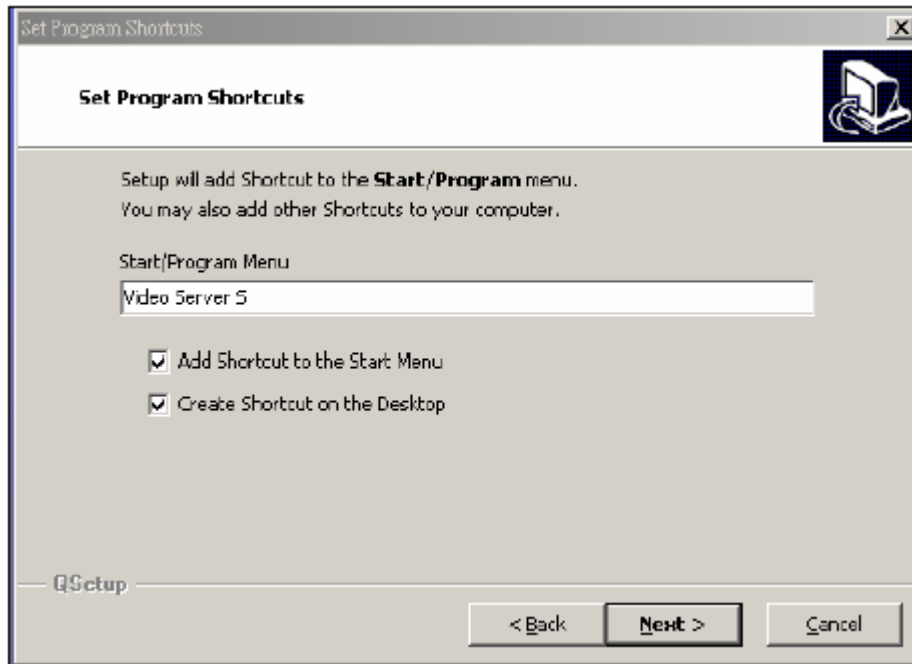 Set Program Shortcuts
Set Program Shortcuts
Setup will add Shortcut to the Start/Program menu.
You may also add other Shortcuts to your computer.
Start/Program Menu
Video Server S
Add Shortcut to the Start Menu
Create Shortcut on the Desktop
QSetup
< Back
Next >
Cancel